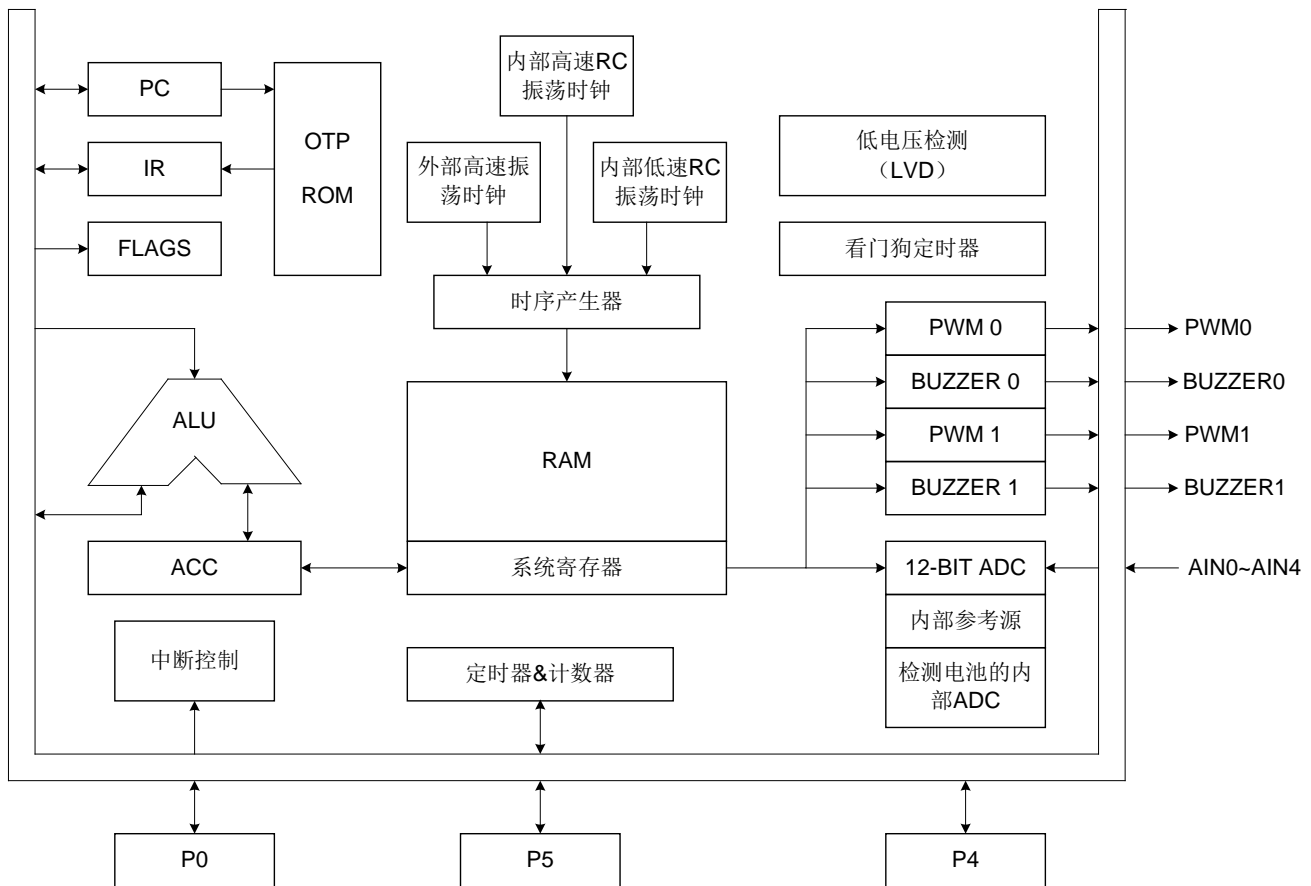 PC
IR
FLAGS
OTP
ROM
内部高速RC
振荡时钟
外部高速振
荡时钟
内部低速RC
振荡时钟
时序产生器
低电压检测
（LVD）
看门狗定时器
ALU
ACC
RAM
系统寄存器
PWM 0
BUZZER 0
PWM 1
BUZZER 1
PWM0
BUZZER0
PWM1
BUZZER1
12-BIT ADC
AIN0~AIN4
内部参考源
检测电池的内
部ADC
中断控制
定时器&计数器
P0
P5
P4